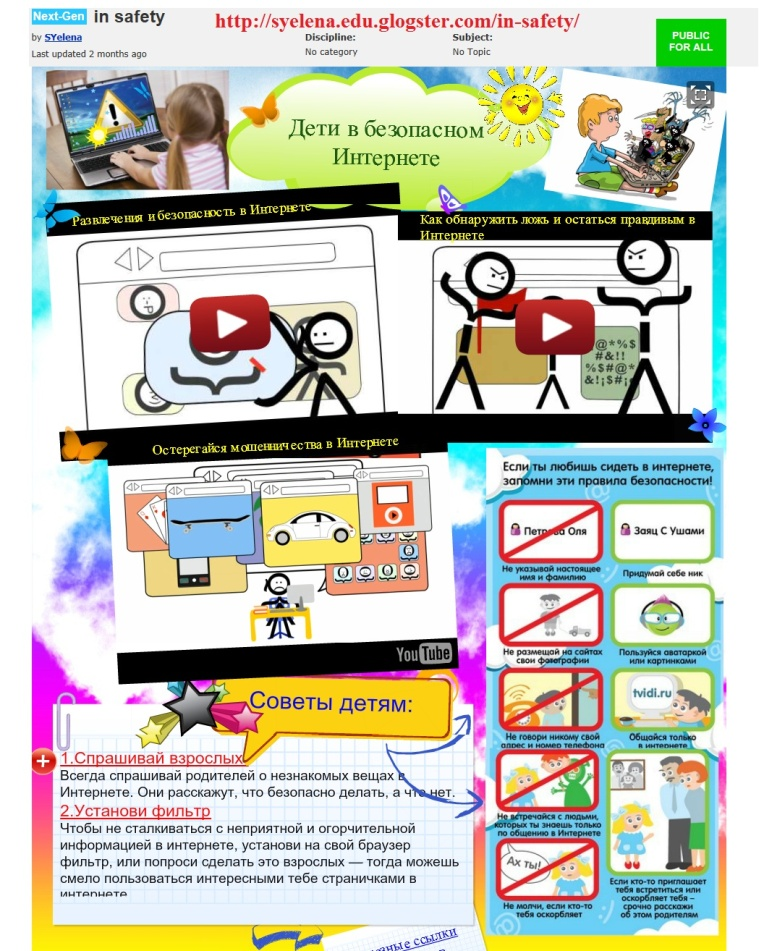 Next-Gen in safety
http://syelena.edu.glogster.com/in-safety/
by SYelena
Last updated 2 months ago
Discipline:
No category
Subject:
No Topic
PUBLIC
FOR ALL
Дети в безопасном
Интернете
Развлечения и безопасность в Интернете
Как обнаружить ложь и остаться правдивым в
Интернете
@*%$
#&!!
%$#@*
&!¡$#¡
Остерегайся мошенничества в Интернете
YouTube
Если ты любишь сидеть в интернете,
запомни эти правила безопасности!
Петрова Оля
Не указывай настоящее
имя и фамилию
Заяц С Ушами
Придумай себе ник
Не размещай на сайтах
свои фотографии
Пользуйся аватаркой
или картинками
Не говори никому свой
адрес и номер телефона
tvidi.ru
Общайся только
в интернете
Не встречайся с людьми,
которых ты знаешь только
по общению в Интернете
Ах ты!
Не молчи, если кто-то
тебя оскорбляет
Если кто-то приглашает
тебя встретиться или
оскорбляет тебя –
срочно расскажи
об этом родителям
Советы детям:
1.Спрашивай взрослых
Всегда спрашивай родителей о незнакомых вещах в
Интернете. Они расскажут, что безопасно делать, а что нет.
2.Установи фильтр
Чтобы не сталкиваться с неприятной и огорчительной
информацией в интернете, установи на свой браузер
фильтр, или попроси сделать это взрослых — тогда можешь
смело пользоваться интересными тебе страничками в
интернете
ссылки